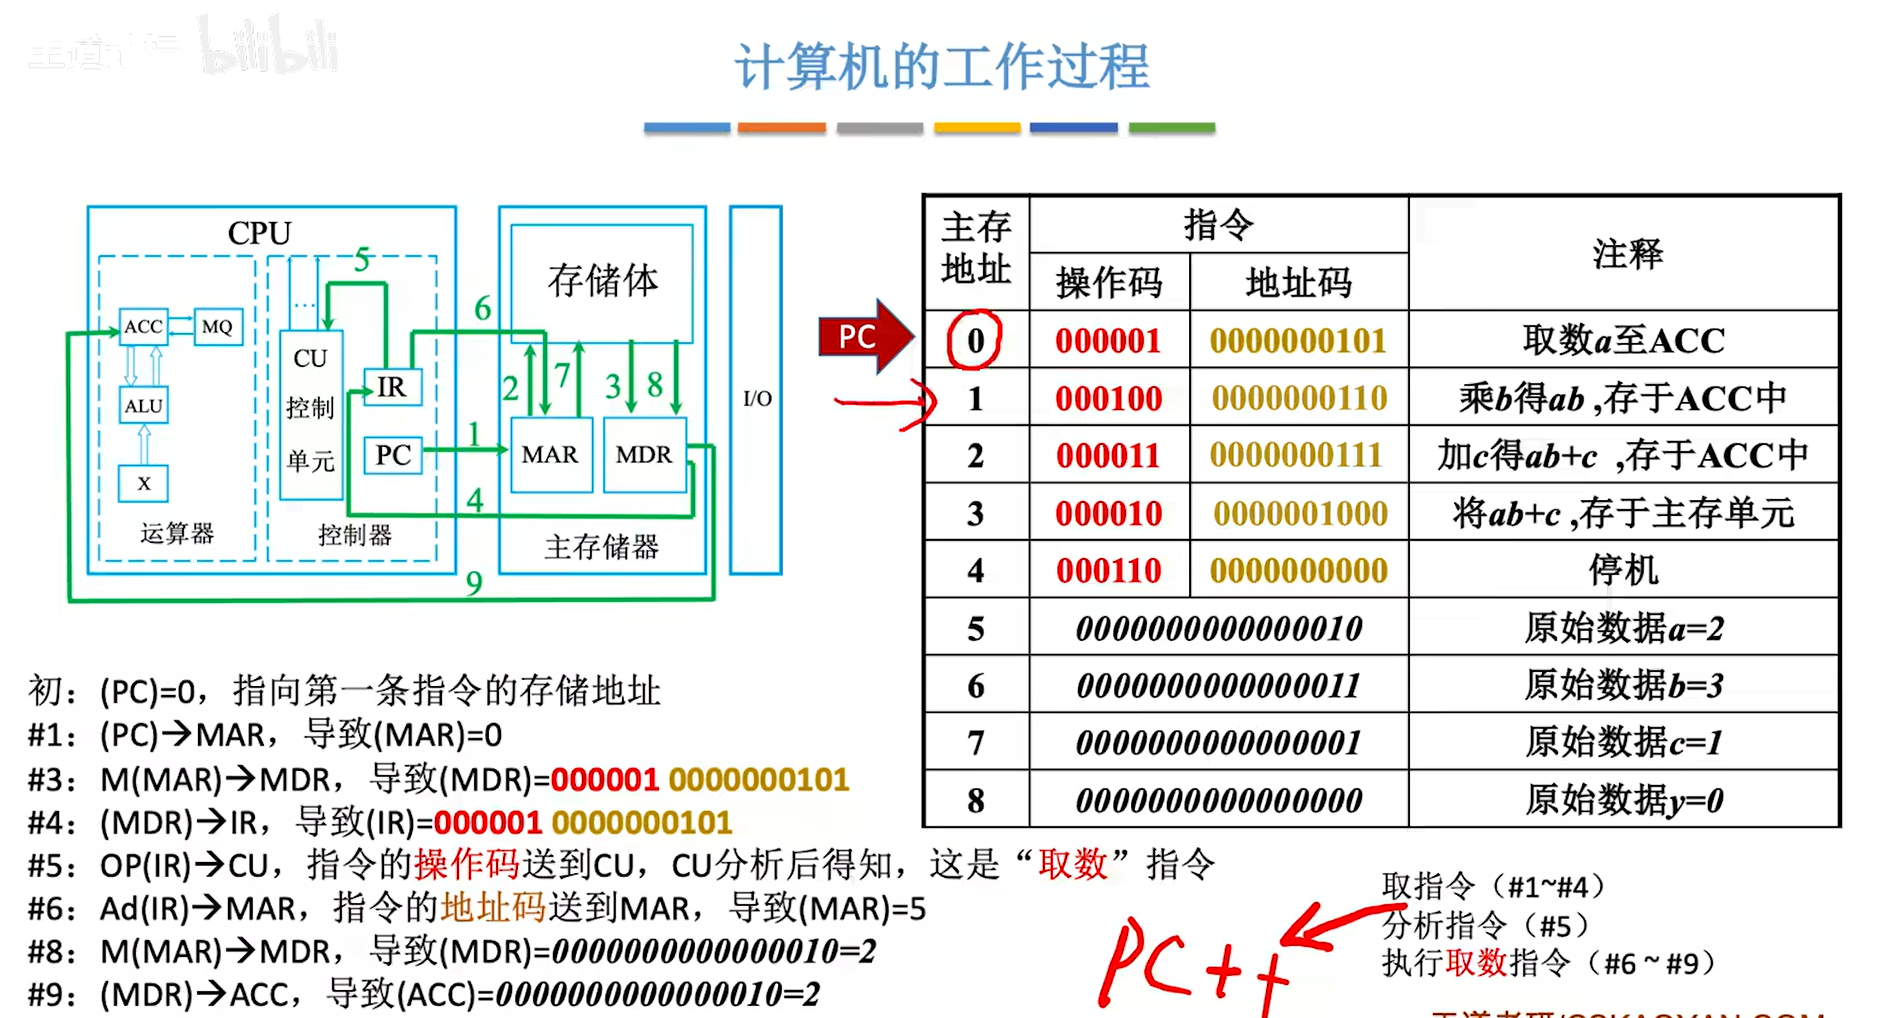 bilibili
计算机的工作过程
CPU
ACC
MQ
ALU
X
运算器
5
...
CU
控制
单元
IR
PC
控制器
6
1
4
9
存储体
2
7
3
8
MAR
MDR
主存储器
I/O
PC
主存地址 指令 注释
操作码 地址码
0 000001 0000000101 取数a至ACC
1 000100 0000000110 乘b得ab ,存于ACC中
2 000011 0000000111 加c得ab+c ,存于ACC中
3 000010 0000001000 将ab+c ,存于主存单元
4 000110 0000000000 停机
5 0000000000000010 原始数据a=2
6 0000000000000011 原始数据b=3
7 0000000000000001 原始数据c=1
8 0000000000000000 原始数据y=0
初：(PC)=0，指向第一条指令的存储地址
#1：(PC)→MAR，导致(MAR)=0
#3：M(MAR)→MDR，导致(MDR)=000001 0000000101
#4：(MDR)→IR，导致(IR)=000001 0000000101
#5：OP(IR)→CU，指令的操作码送到CU，CU分析后得知，这是“取数”指令
#6：Ad(IR)→MAR，指令的地址码送到MAR，导致(MAR)=5
#8：M(MAR)→MDR，导致(MDR)=0000000000000010=2
#9：(MDR)→ACC，导致(ACC)=0000000000000010=2
取指令（#1~#4）
分析指令（#5）
执行取数指令（#6 ~ #9）
PC++